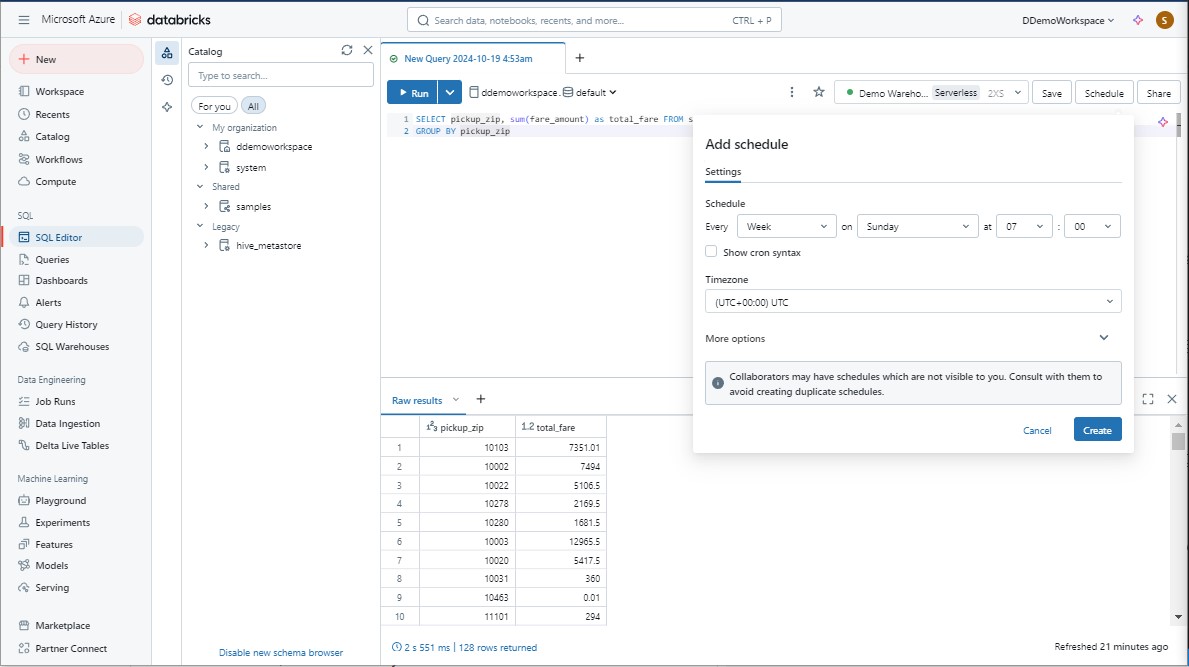 Microsoft Azure databricks
Search data, notebooks, recents, and more... CTRL + P
DDemoWorkspace S
New
Workspace
Recents
Catalog
Workflows
Compute
SQL
SQL Editor
Queries
Dashboards
Alerts
Query History
SQL Warehouses
Data Engineering
Job Runs
Data Ingestion
Delta Live Tables
Machine Learning
Playground
Experiments
Features
Models
Serving
Marketplace
Partner Connect
Catalog
Type to search...
For you All
My organization
ddemoworkspace
system
Shared
samples
Legacy
hive_metastore
Disable new schema browser
New Query 2024-10-19 4:53am +
Run ddemoworkspace. default Demo Wareho... Serverless 2XS Save Schedule Share
1 SELECT pickup_zip, sum(fare_amount) as total_fare FROM s
2 GROUP BY pickup_zip
Add schedule
Settings
Schedule
Every Week on Sunday at 07 : 00
Show cron syntax
Timezone
(UTC+00:00) UTC
More options
Collaborators may have schedules which are not visible to you. Consult with them to
avoid creating duplicate schedules.
Cancel Create
Raw results +
1²3 pickup_zip 1.2 total_fare
1 10103 7351.01
2 10002 7494
3 10022 5106.5
4 10278 2169.5
5 10280 1681.5
6 10003 12965.5
7 10020 5417.5
8 10031 360
9 10463 0.01
10 11101 294
2 s 551 ms | 128 rows returned
Refreshed 21 minutes ago